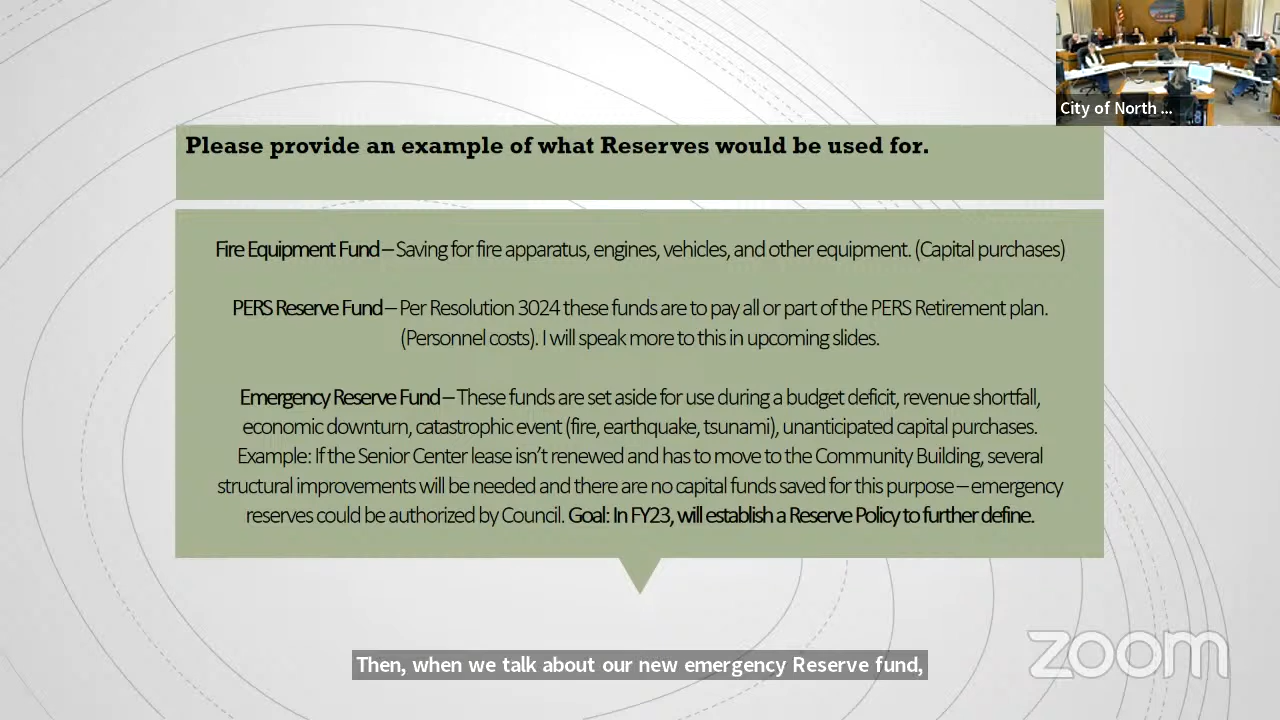 City of North ...
Please provide an example of what Reserves would be used for.
Fire Equipment Fund – Saving for fire apparatus, engines, vehicles, and other equipment. (Capital purchases)
PERS Reserve Fund – Per Resolution 3024 these funds are to pay all or part of the PERS Retirement plan.
(Personnel costs). I will speak more to this in upcoming slides.
Emergency Reserve Fund – These funds are set aside for use during a budget deficit, revenue shortfall,
economic downturn, catastrophic event (fire, earthquake, tsunami), unanticipated capital purchases.
Example: If the Senior Center lease isn't renewed and has to move to the Community Building, several
structural improvements will be needed and there are no capital funds saved for this purpose – emergency
reserves could be authorized by Council. Goal: In FY23, will establish a Reserve Policy to further define.
Then, when we talk about our new emergency Reserve fund,
zoom